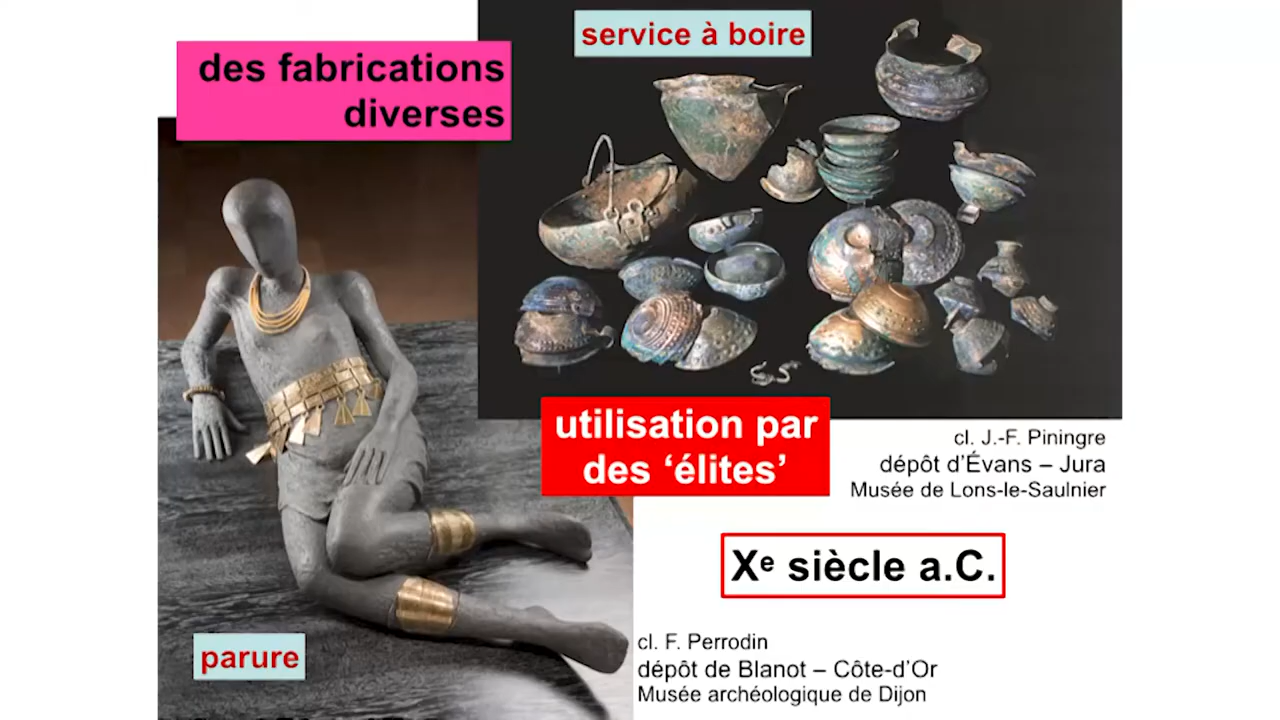 des fabrications
diverses
service à boire
utilisation par
des ‘élites’
cl. J.-F. Piningre
dépôt d’Évans – Jura
Musée de Lons-le-Saulnier
Xe siècle a.C.
parure
cl. F. Perrodin
dépôt de Blanot – Côte-d’Or
Musée archéologique de Dijon